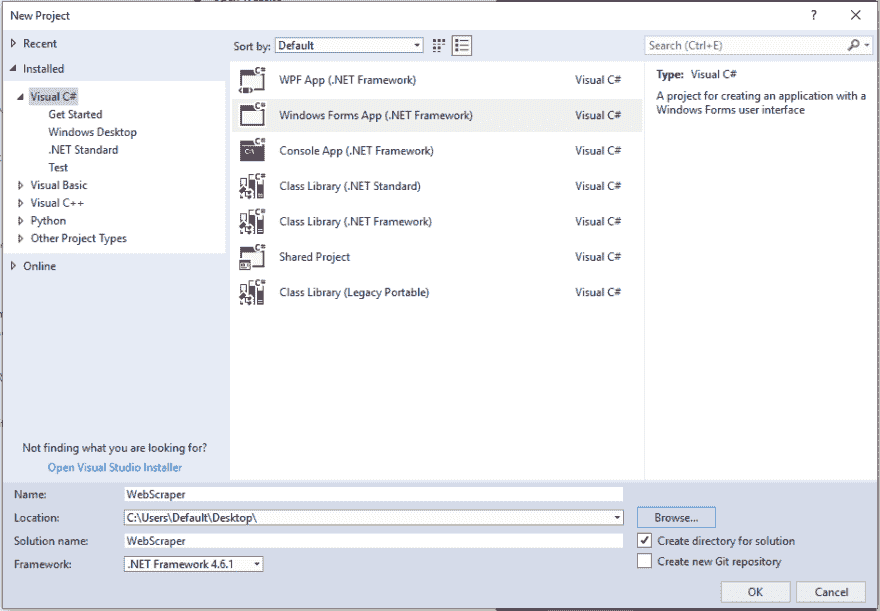 New Project
?
Recent
Installed
Visual C#
Get Started
Windows Desktop
.NET Standard
Test
Visual Basic
Visual C++
Python
Other Project Types
Online
Not finding what you are looking for?
Open Visual Studio Installer
Sort by: Default
Search (Ctrl+E)
WPF App (.NET Framework) Visual C#
Windows Forms App (.NET Framework) Visual C#
Console App (.NET Framework) Visual C#
Class Library (.NET Standard) Visual C#
Class Library (.NET Framework) Visual C#
Shared Project Visual C#
Class Library (Legacy Portable) Visual C#
Type: Visual C#
A project for creating an application with a
Windows Forms user interface
Name: WebScraper
Location: C:\Users\Default\Desktop\
Browse...
Solution name: WebScraper
Create directory for solution
Framework: .NET Framework 4.6.1
Create new Git repository
OK
Cancel